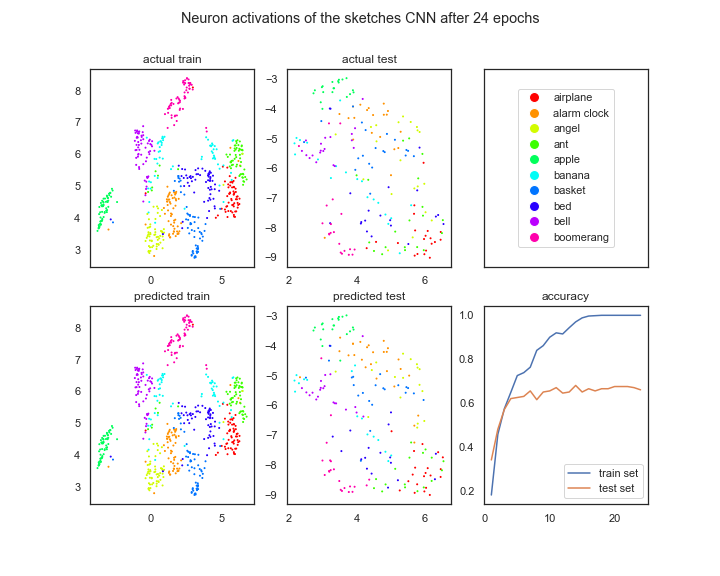 Neuron activations of the sketches CNN after 24 epochs
actual train
8
7
6
5
4
3
0 5
actual test
−3
−4
−5
−6
−7
−8
−9
2 4 6
airplane
alarm clock
angel
ant
apple
banana
basket
bed
bell
boomerang
predicted train
8
7
6
5
4
3
0 5
predicted test
−3
−4
−5
−6
−7
−8
−9
2 4 6
accuracy
1.0
0.8
0.6
0.4
0.2
train set
test set
0 10 20